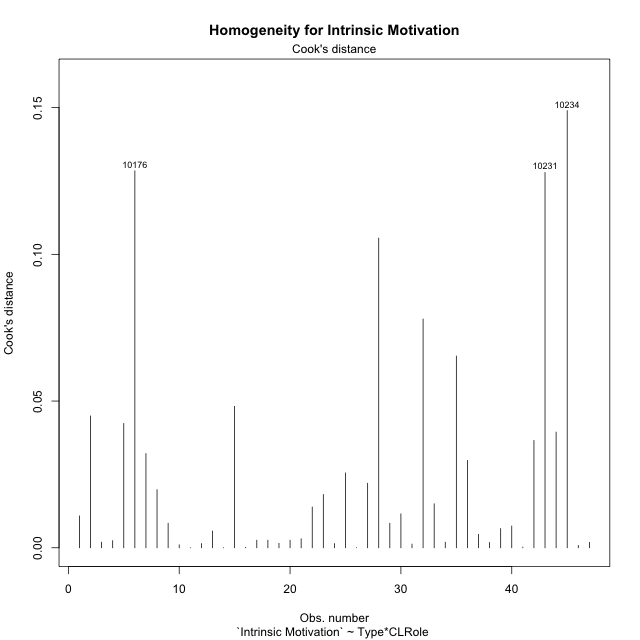 Homogeneity for Intrinsic Motivation
Cook's distance
10234
10231
10176
0.15
0.10
0.05
0.00
Cook's distance
0 10 20 30 40
Obs. number
`Intrinsic Motivation` ~ Type*CLRole